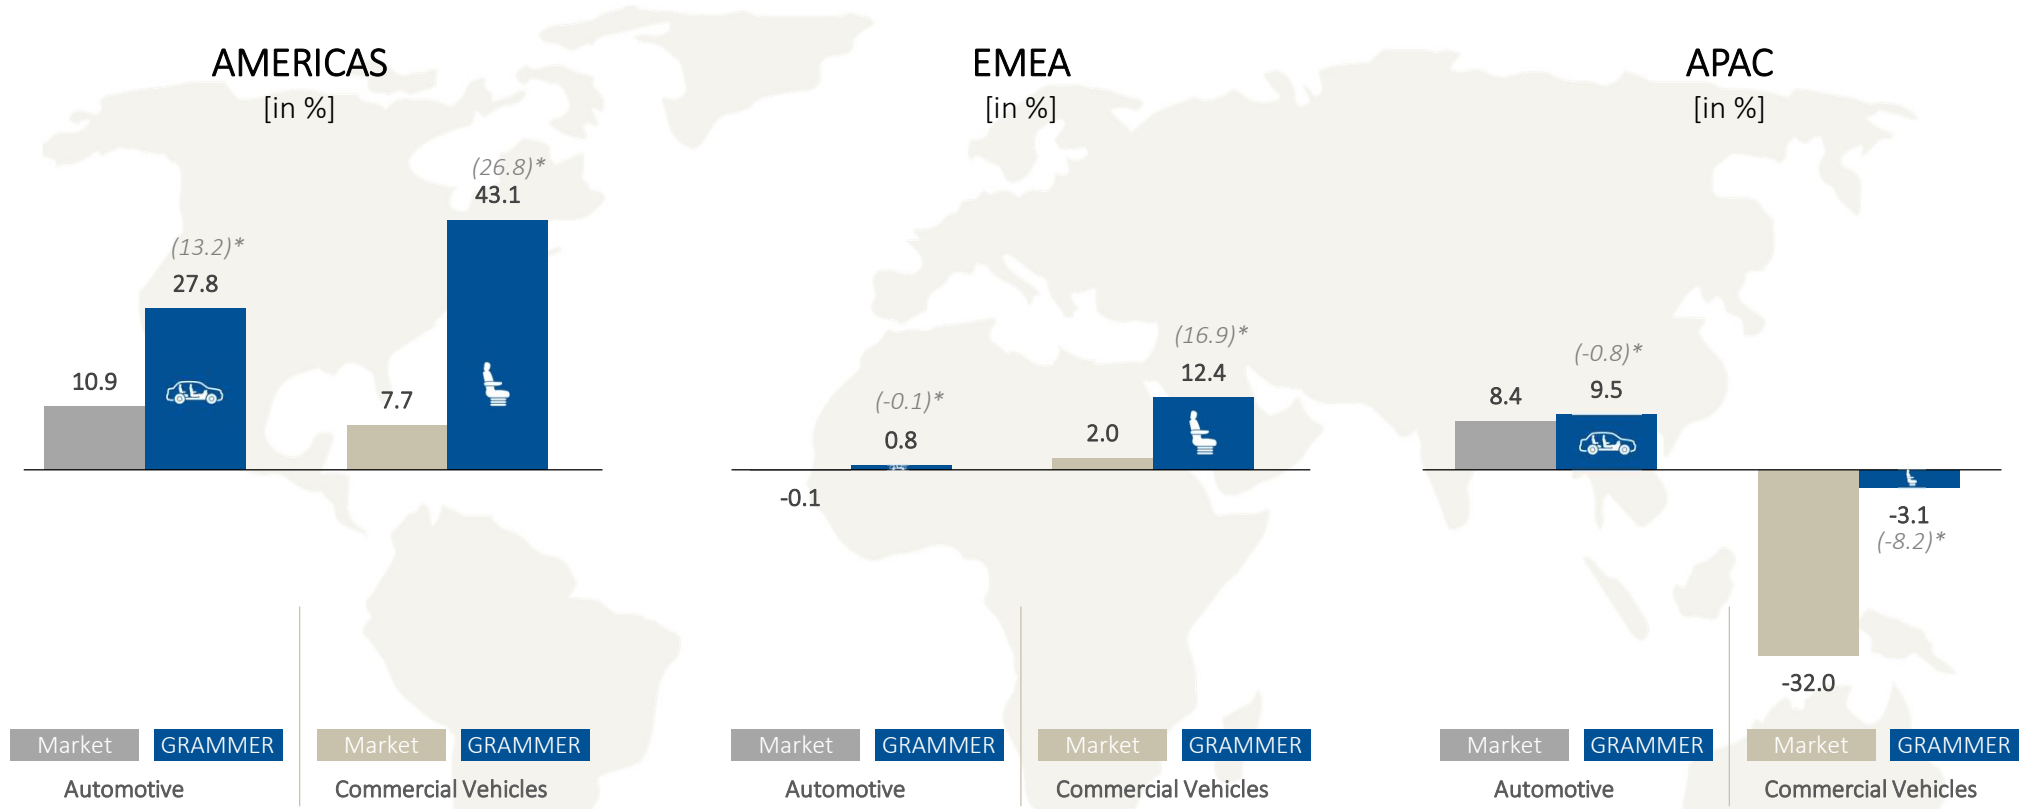 AMERICAS
[in %]
(26.8)*
43.1
(13.2)*
27.8
10.9
7.7
Market
GRAMMER
Market
GRAMMER
Automotive
Commercial Vehicles
EMEA
[in %]
(16.9)*
12.4
(-0.1)*
0.8
2.0
-0.1
Market
GRAMMER
Market
GRAMMER
Automotive
Commercial Vehicles
APAC
[in %]
(-0.8)*
9.5
8.4
-3.1
(-8.2)*
-32.0
Market
GRAMMER
Market
GRAMMER
Automotive
Commercial Vehicles